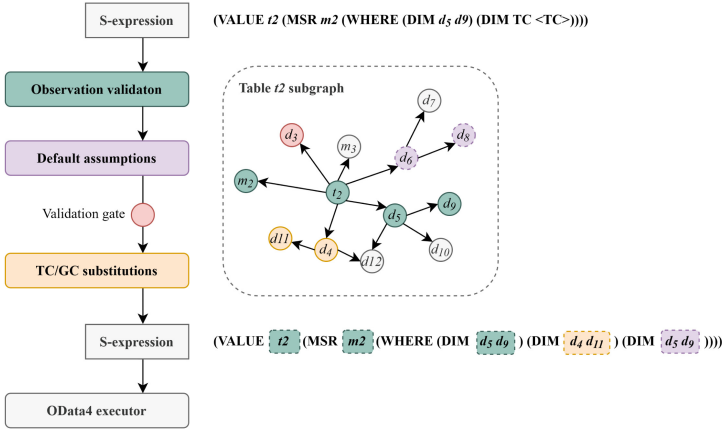 S-expression
(VALUE t2 (MSR m2 (WHERE (DIM d5 d9) (DIM TC <TC>))))
Observation validaton
Default assumptions
Validation gate
TC/GC substitutions
Table t2 subgraph
d7
d3
m3
d8
d6
m2
t2
d9
d5
d11
d4
d12
d10
S-expression
(VALUE t2 (MSR m2 (WHERE (DIM d5 d9 ) (DIM d4 d11 ) (DIM d5 d9 ))))
OData4 executor